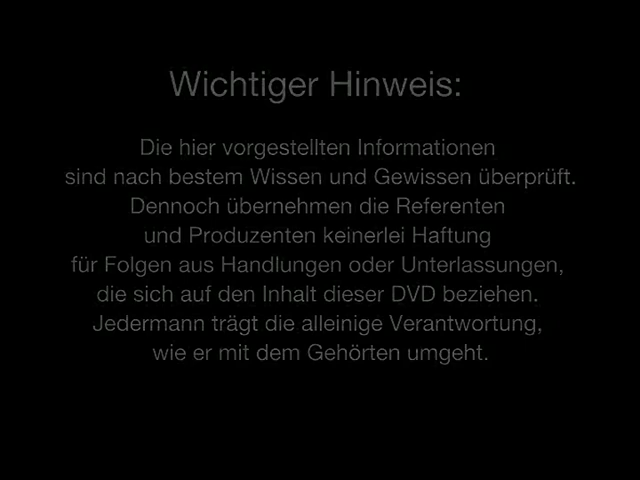 Wichtiger Hinweis:
Die hier vorgestellten Informationen
sind nach bestem Wissen und Gewissen überprüft.
Dennoch übernehmen die Referenten
und Produzenten keinerlei Haftung
für Folgen aus Handlungen oder Unterlassungen,
die sich auf den Inhalt dieser DVD beziehen.
Jedermann trägt die alleinige Verantwortung,
wie er mit dem Gehörten umgeht.